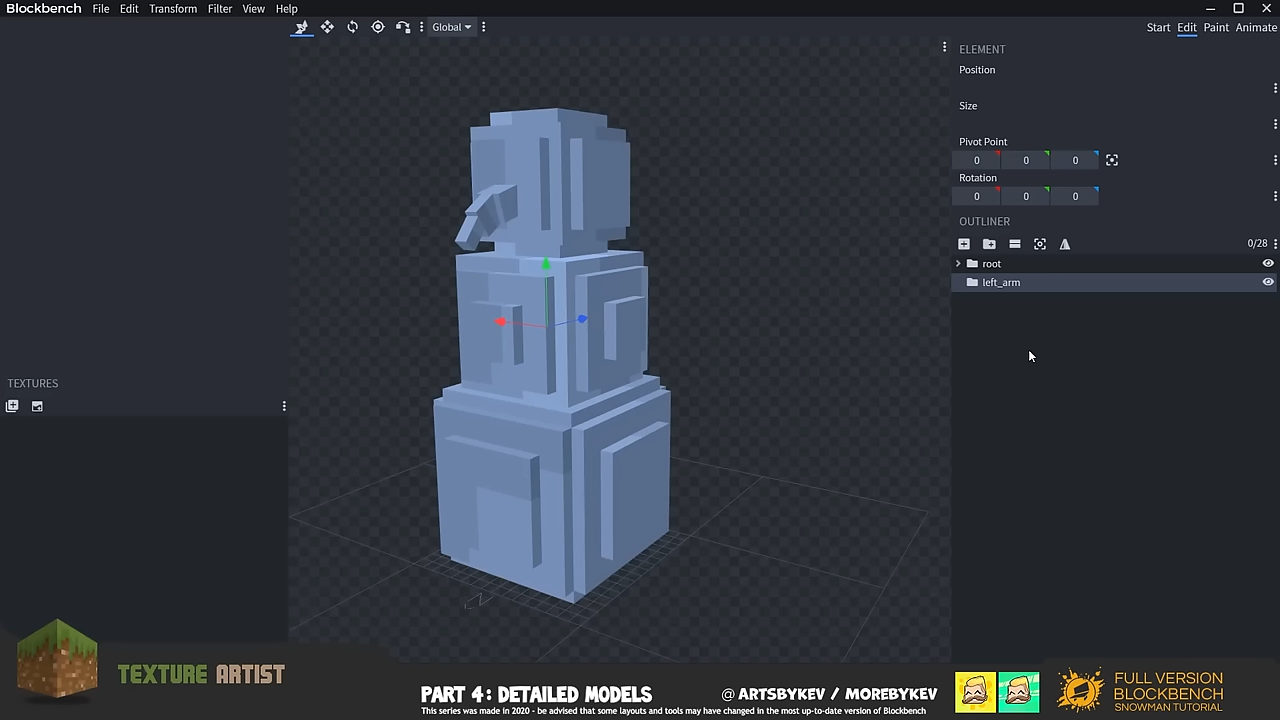 Blockbench File Edit Transform Filter View Help
Global
Start Edit Paint Animate
ELEMENT
Position
Size
Pivot Point
0 0 0
Rotation
0 0 0
OUTLINER
0/28
root
left_arm
TEXTURES
TEXTURE ARTIST
PART 4: DETAILED MODELS
@ARTSBYKEV / MOREBYKEV
This series was made in 2020 - be advised that some layouts and tools may have changed in the most up-to-date version of Blockbench
FULL VERSION
BLOCKBENCH
SNOWMAN TUTORIAL